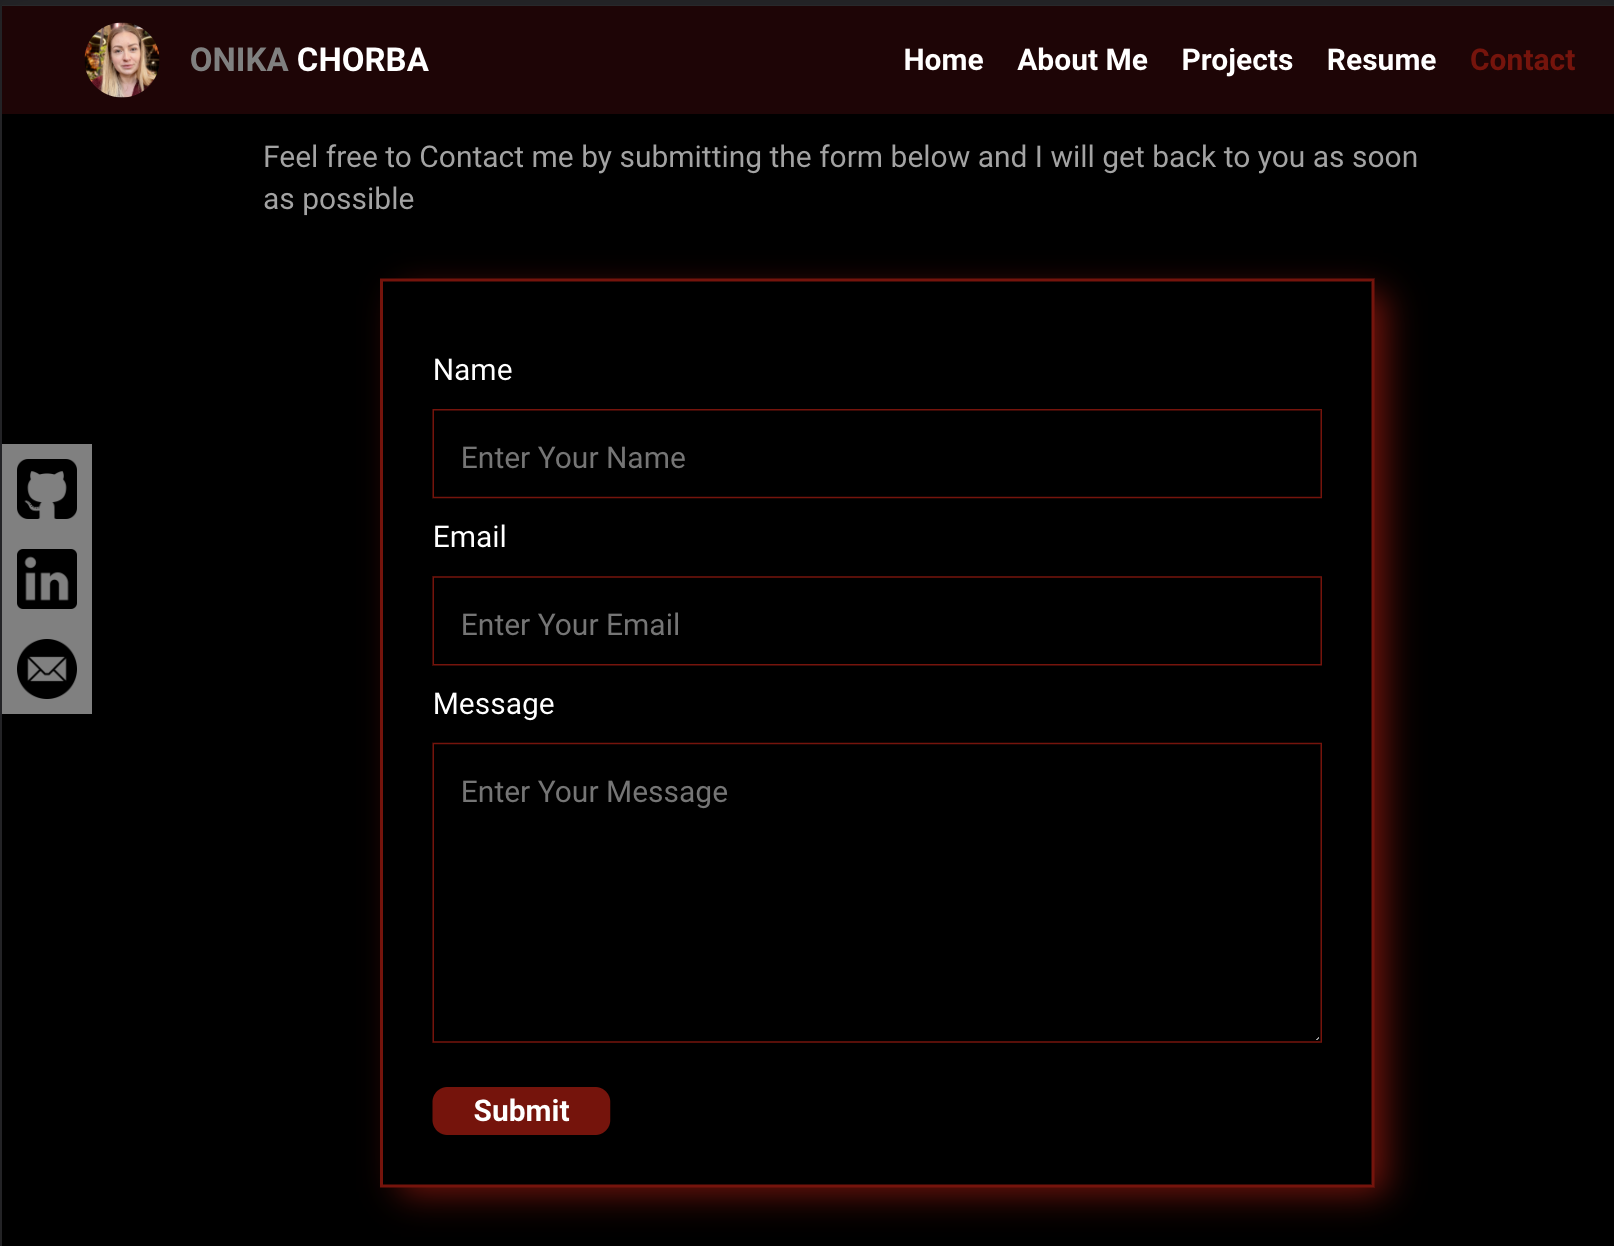 ONIKA CHORBA
Home About Me Projects Resume Contact
Feel free to Contact me by submitting the form below and I will get back to you as soon
as possible
Name
Enter Your Name
Email
Enter Your Email
Message
Enter Your Message
Submit
in